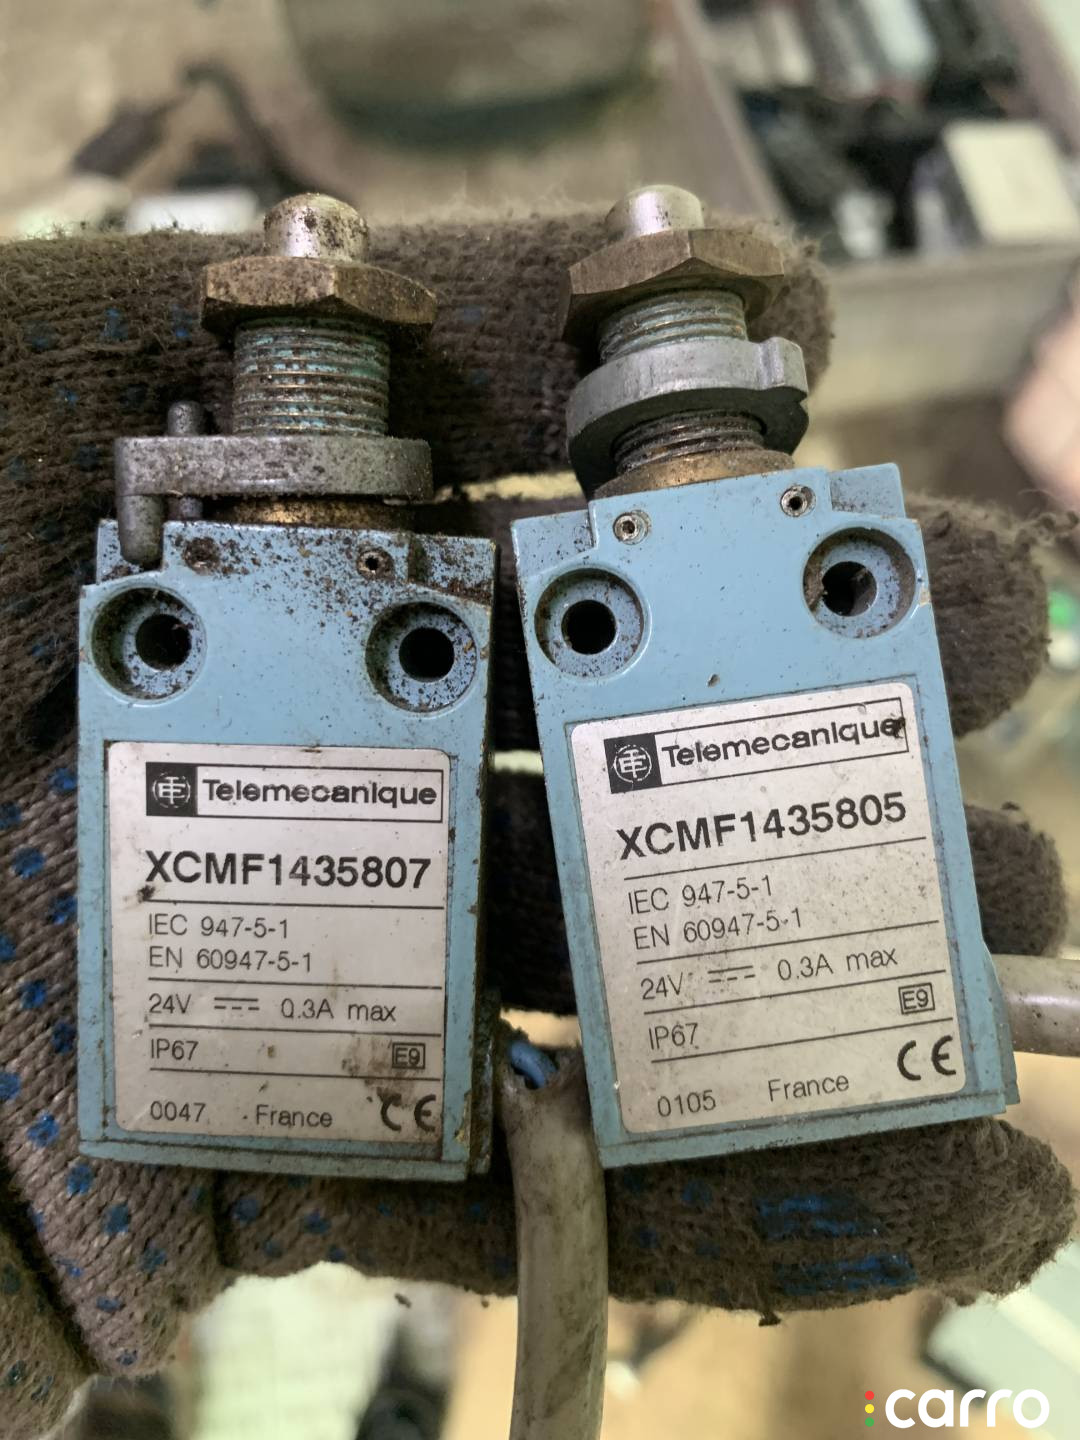 TE Telemecanique
XCMF1435807
IEC 947-5-1
EN 60947-5-1
24V ⎓ 0.3A max
IP67 E9
0047 France CE
TE Telemecanique
XCMF1435805
IEC 947-5-1
EN 60947-5-1
24V ⎓ 0.3A max
IP67 E9
0105 France CE
carro